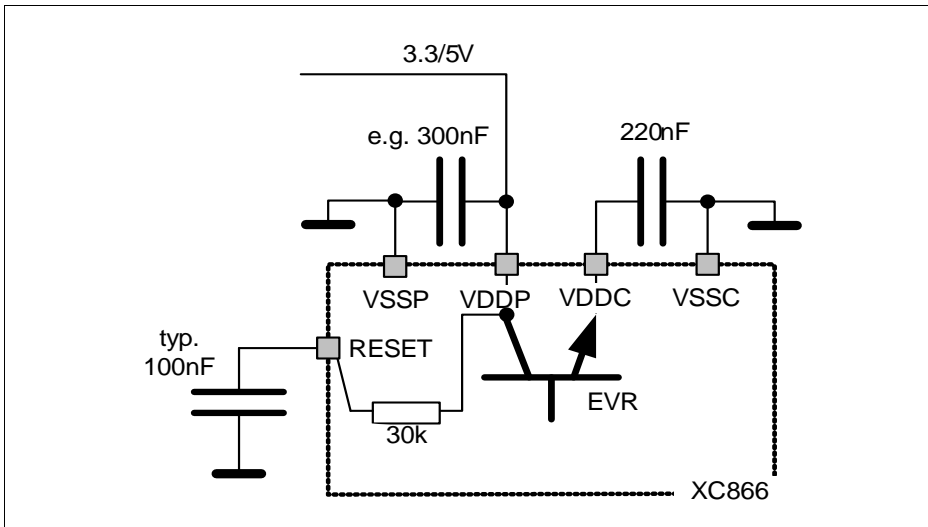 3.3/5V
e.g. 300nF
220nF
VSSP
VDDP
VDDC
VSSC
typ.
100nF
RESET
EVR
30k
XC866